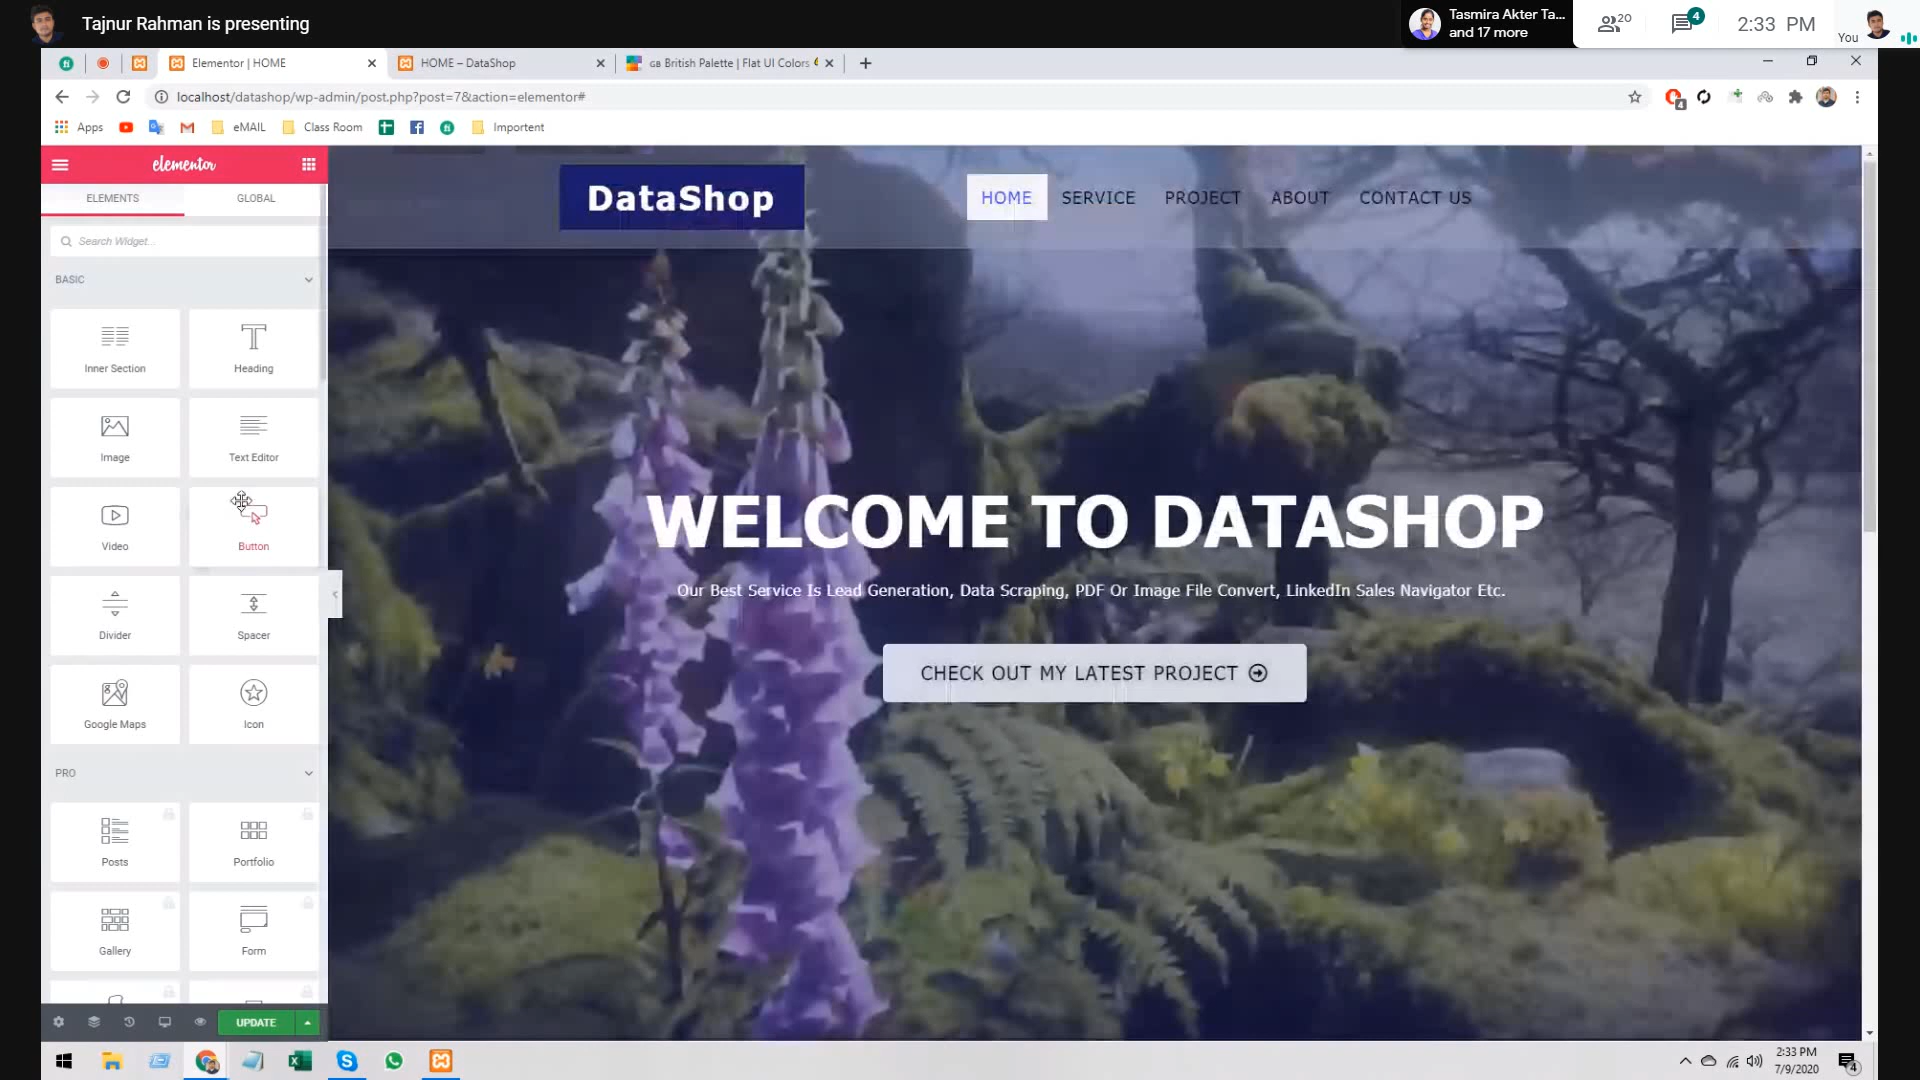 Tajnur Rahman is presenting
Tasmira Akter Ta...
and 17 more
20
4
2:33 PM
You
Elementor | HOME
HOME – DataShop
GB British Palette | Flat UI Colors
localhost/datashop/wp-admin/post.php?post=7&action=elementor#
4
Apps
eMAIL
Class Room
Importent
elementor
ELEMENTS
GLOBAL
Search Widget...
BASIC
Inner Section
Heading
Image
Text Editor
Video
Button
Divider
Spacer
Google Maps
Icon
PRO
Posts
Portfolio
Gallery
Form
UPDATE
DataShop
HOME
SERVICE
PROJECT
ABOUT
CONTACT US
WELCOME TO DATASHOP
Our Best Service Is Lead Generation, Data Scraping, PDF Or Image File Convert, LinkedIn Sales Navigator Etc.
CHECK OUT MY LATEST PROJECT
2:33 PM
7/9/2020
4